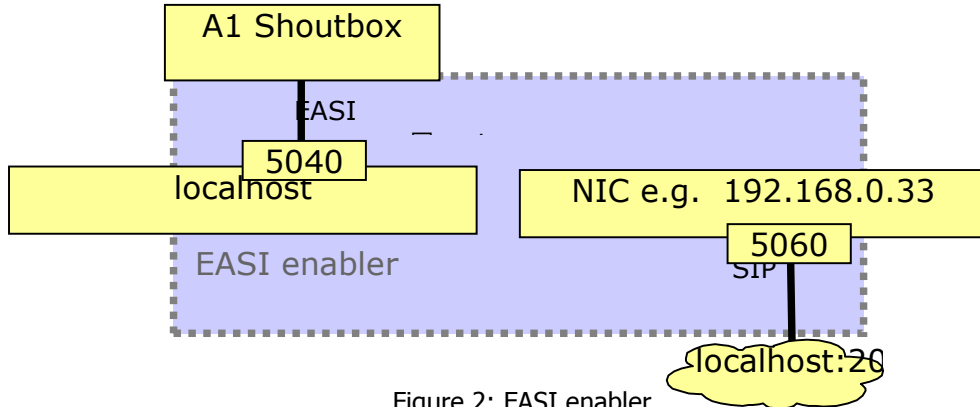 A1 Shoutbox
EASI
5040
localhost
NIC e.g. 192.168.0.33
5060
EASI enabler
SIP
localhost:20
Figure 2: EASI enabler